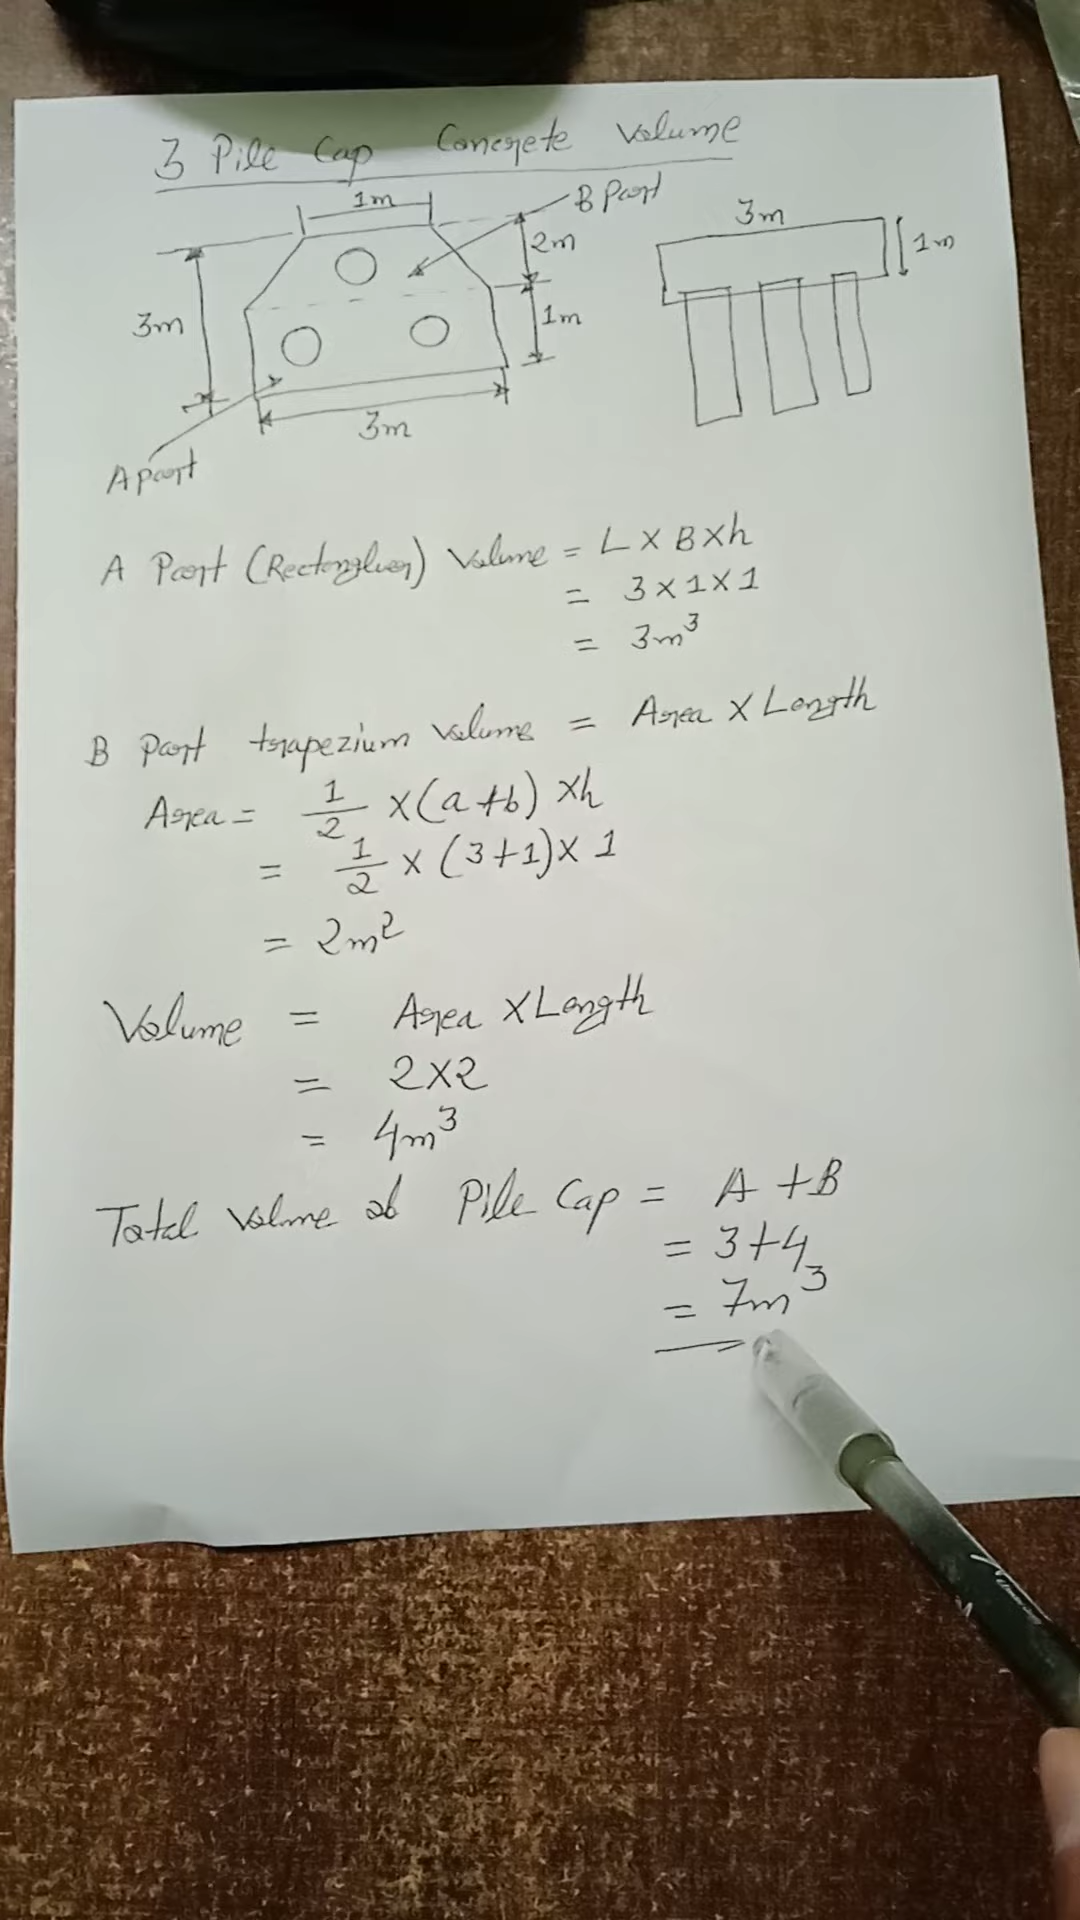 3 Pile Cap Concrete Volume
1m
B Part
2m
3m
1m
3m
1m
3m
A part
A Part (Rectangluer) Volume = L X B X h
= 3 X 1 X 1
= 3m³
B Part trapezium volume = Area X Length
Area = 1/2 X (a+b) X h
= 1/2 X (3+1) X 1
= 2m²
Volume = Area X Length
= 2X2
= 4m³
Total Volume of Pile Cap = A + B
= 3+4
= 7m³